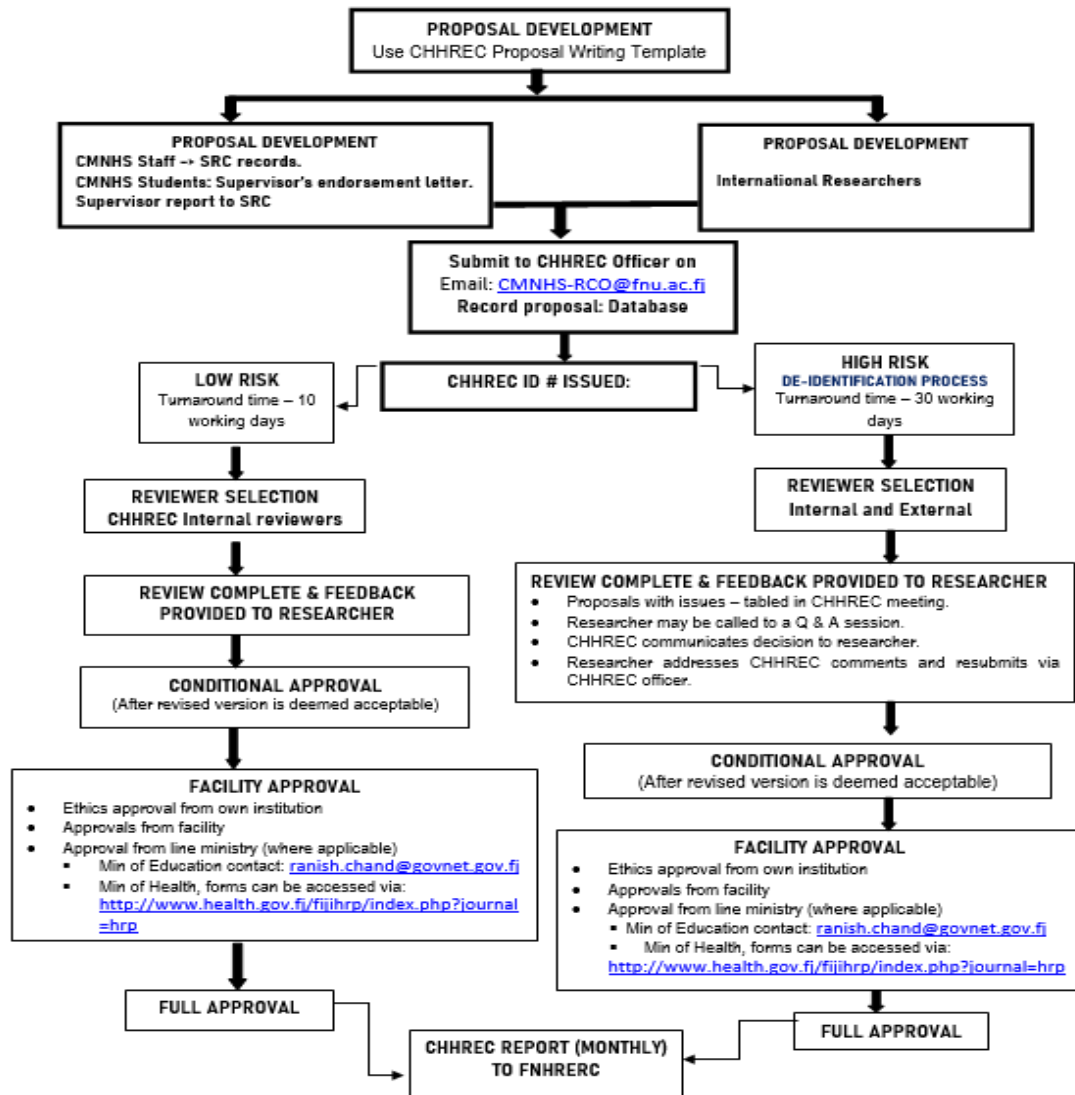 PROPOSAL DEVELOPMENT
Use CHHREC Proposal Writing Template
PROPOSAL DEVELOPMENT
CMNHS Staff → SRC records.
CMNHS Students: Supervisor's endorsement letter.
Supervisor report to SRC
PROPOSAL DEVELOPMENT
International Researchers
Submit to CHHREC Officer on
Email: CMNHS-RCO@fnu.ac.fj
Record proposal: Database
CHHREC ID # ISSUED:
LOW RISK
Turnaround time – 10
working days
HIGH RISK
DE-IDENTIFICATION PROCESS
Turnaround time – 30 working
days
REVIEWER SELECTION
CHHREC Internal reviewers
REVIEWER SELECTION
Internal and External
REVIEW COMPLETE & FEEDBACK
PROVIDED TO RESEARCHER
REVIEW COMPLETE & FEEDBACK PROVIDED TO RESEARCHER
• Proposals with issues – tabled in CHHREC meeting.
• Researcher may be called to a Q & A session.
• CHHREC communicates decision to researcher.
• Researcher addresses CHHREC comments and resubmits via
CHHREC officer.
CONDITIONAL APPROVAL
(After revised version is deemed acceptable)
CONDITIONAL APPROVAL
(After revised version is deemed acceptable)
FACILITY APPROVAL
• Ethics approval from own institution
• Approvals from facility
• Approval from line ministry (where applicable)
▪ Min of Education contact: ranish.chand@govnet.gov.fj
▪ Min of Health, forms can be accessed via:
http://www.health.gov.fj/fijihrp/index.php?journal
=hrp
FACILITY APPROVAL
• Ethics approval from own institution
• Approvals from facility
• Approval from line ministry (where applicable)
▪ Min of Education contact: ranish.chand@govnet.gov.fj
▪ Min of Health, forms can be accessed via:
http://www.health.gov.fj/fijihrp/index.php?journal=hrp
FULL APPROVAL
FULL APPROVAL
CHHREC REPORT (MONTHLY)
TO FNHRERC